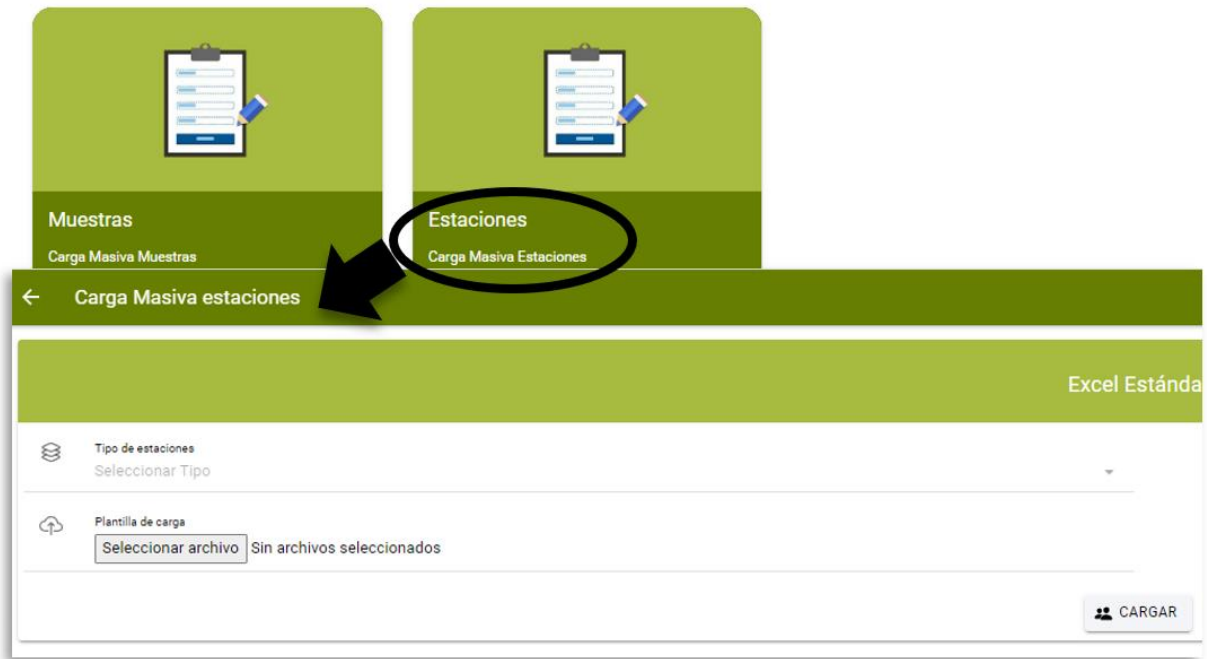 Muestras
Carga Masiva Muestras
Estaciones
Carga Masiva Estaciones
Carga Masiva estaciones
Excel Estánda
Tipo de estaciones
Seleccionar Tipo
Plantilla de carga
Seleccionar archivo Sin archivos seleccionados
CARGAR